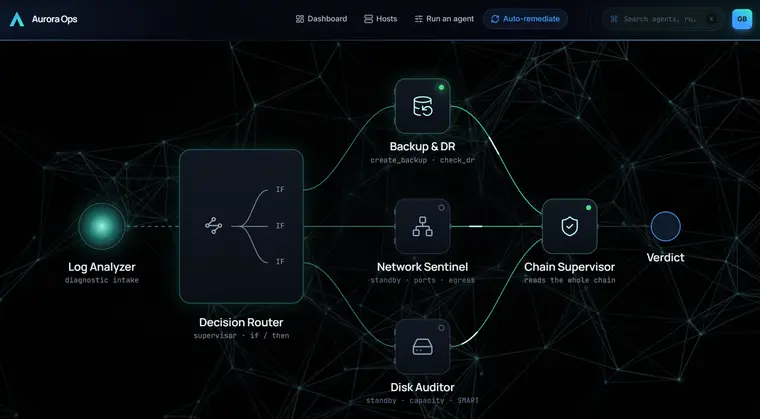 Aurora Ops
Dashboard
Hosts
Run an agent
Auto-remediate
Search agents, ru…
K
GB
Backup & DR
create_backup · check_dr
IF
IF
IF
Log Analyzer
diagnostic intake
Network Sentinel
standby · ports · egress
Chain Supervisor
reads the whole chain
Verdict
Decision Router
supervisor · if / then
Disk Auditor
standby · capacity · SMART